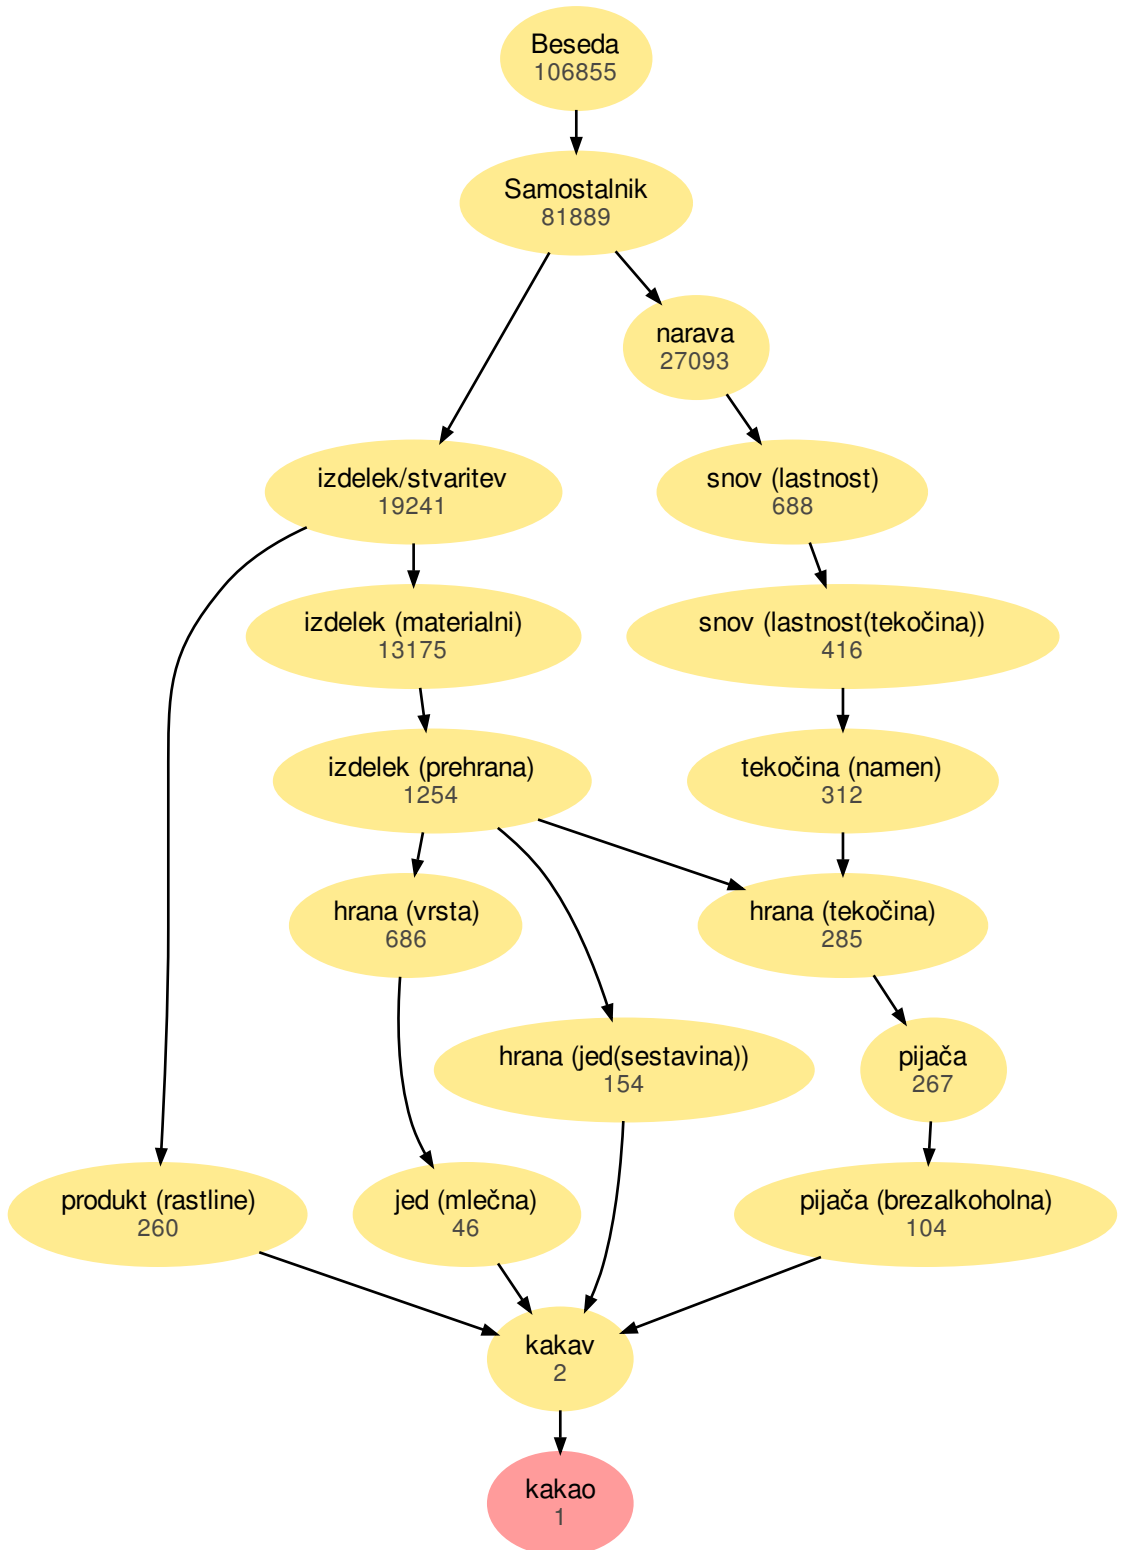 Beseda
106855
Samostalnik
81889
narava
27093
izdelek/stvaritev
19241
snov (lastnost)
688
izdelek (materialni)
13175
snov (lastnost(tekočina))
416
izdelek (prehrana)
1254
tekočina (namen)
312
hrana (vrsta)
686
hrana (tekočina)
285
hrana (jed(sestavina))
154
pijača
267
produkt (rastline)
260
jed (mlečna)
46
pijača (brezalkoholna)
104
kakav
2
kakao
1